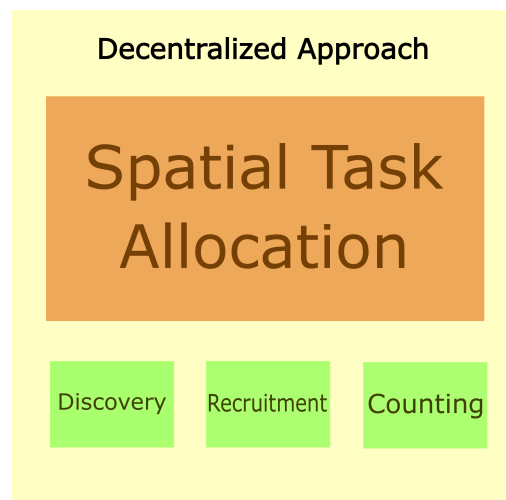 Decentralized Approach
Spatial Task
Allocation
Discovery
Recruitment
Counting